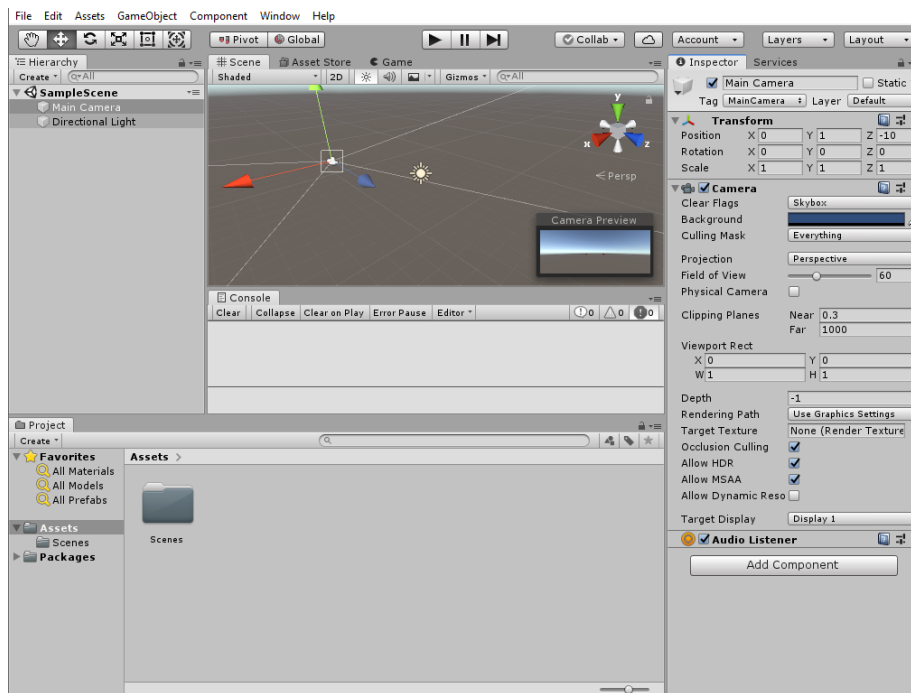 File Edit Assets GameObject Component Window Help
Pivot Global Collab Account Layers Layout
Hierarchy
Create All
SampleScene
Main Camera
Directional Light
Scene Asset Store Game
Shaded 2D Gizmos All
y
x z
Persp
Camera Preview
Console
Clear Collapse Clear on Play Error Pause Editor 0 0 0
Project
Create
Favorites
All Materials
All Models
All Prefabs
Assets
Scenes
Packages
Assets >
Scenes
Inspector Services
Main Camera Static
Tag MainCamera Layer Default
Transform
Position X 0 Y 1 Z -10
Rotation X 0 Y 0 Z 0
Scale X 1 Y 1 Z 1
Camera
Clear Flags Skybox
Background
Culling Mask Everything
Projection Perspective
Field of View 60
Physical Camera
Clipping Planes Near 0.3
Far 1000
Viewport Rect
X 0 Y 0
W 1 H 1
Depth -1
Rendering Path Use Graphics Settings
Target Texture None (Render Texture
Occlusion Culling
Allow HDR
Allow MSAA
Allow Dynamic Reso
Target Display Display 1
Audio Listener
Add Component